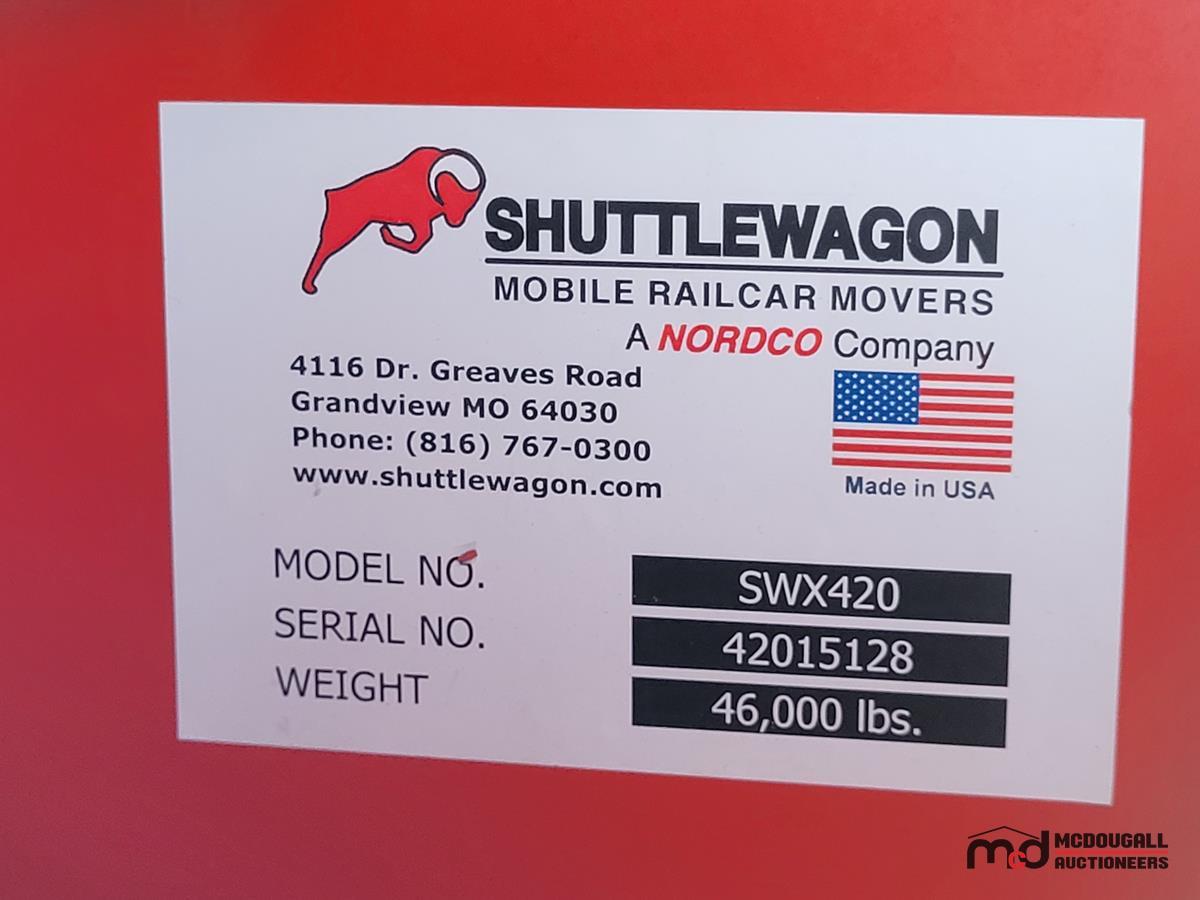 SHUTTLEWAGON
MOBILE RAILCAR MOVERS
A NORDCO Company
4116 Dr. Greaves Road
Grandview MO 64030
Phone: (816) 767-0300
www.shuttlewagon.com
Made in USA
MODEL NO. SWX420
SERIAL NO. 42015128
WEIGHT 46,000 lbs.
mcd MCDOUGALL
AUCTIONEERS